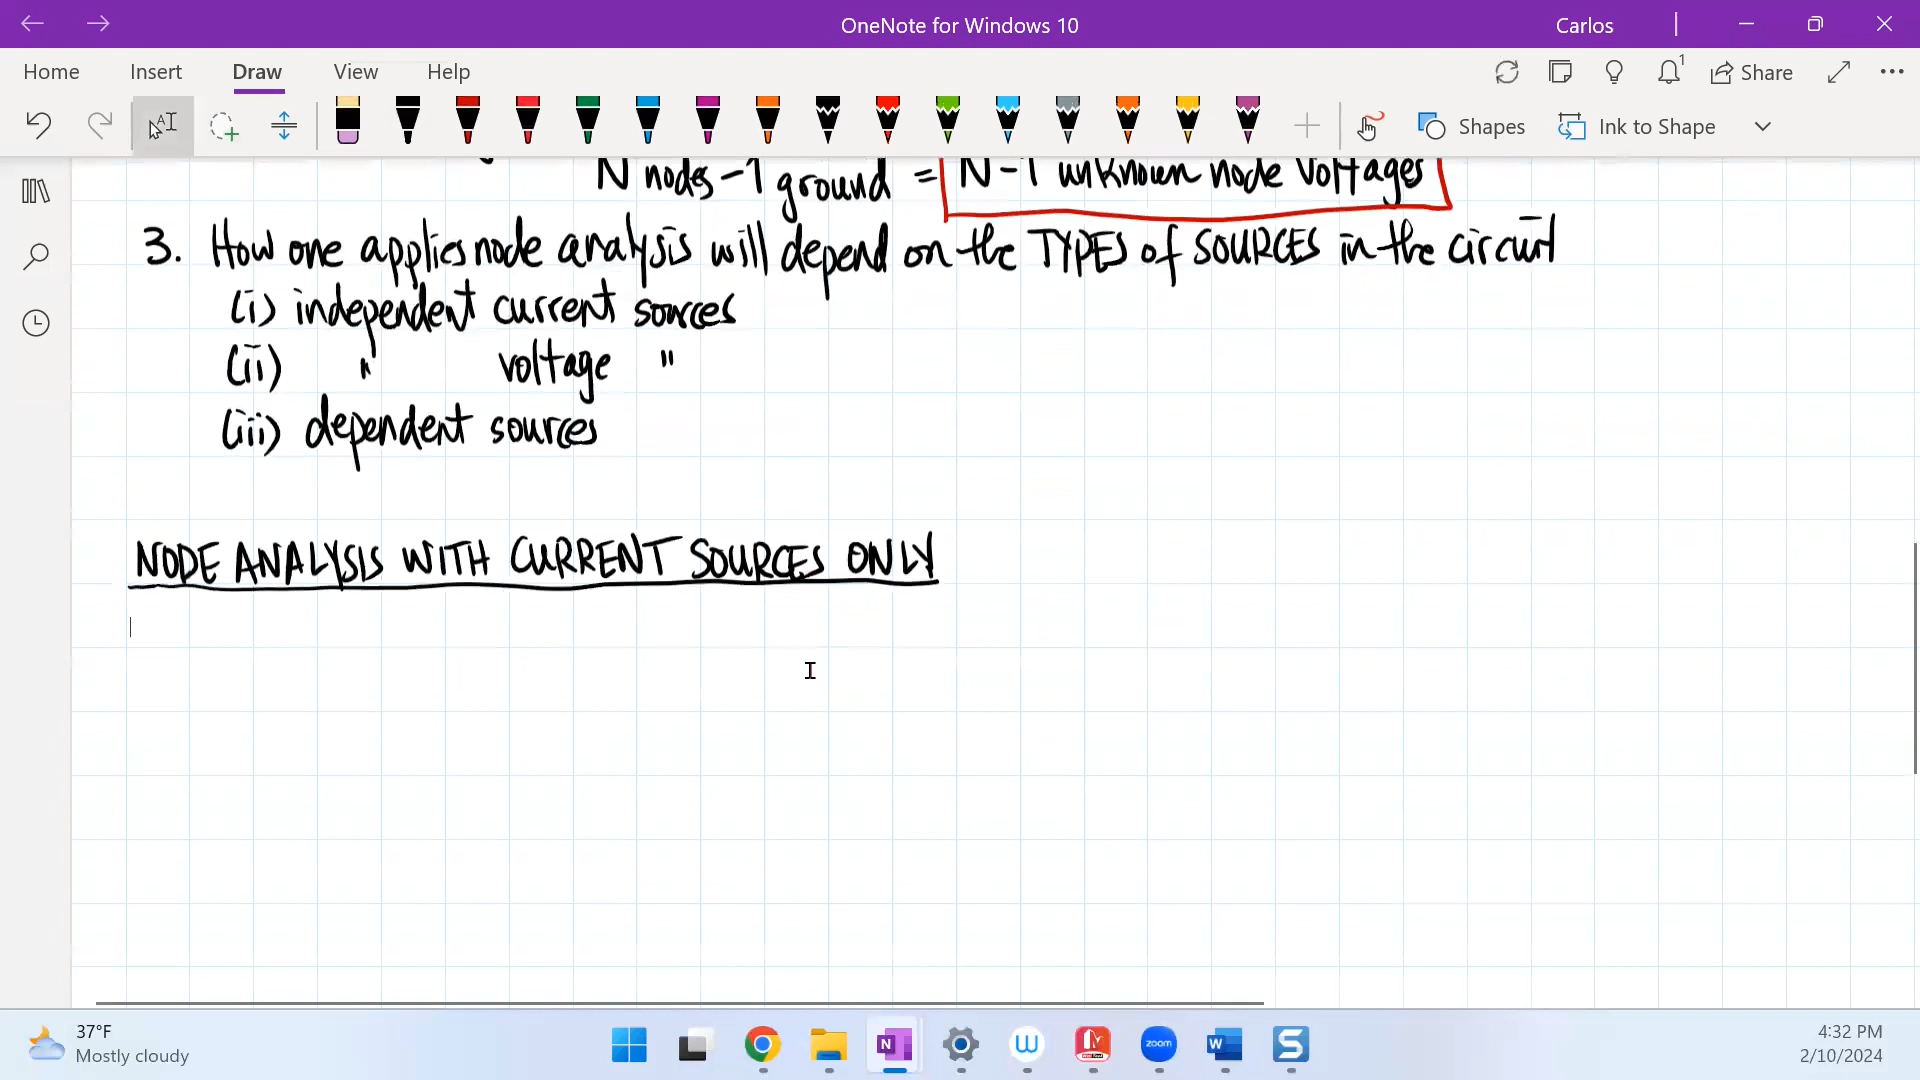 OneNote for Windows 10
Carlos
Home Insert Draw View Help
1
Share
Shapes
Ink to Shape
N nodes - 1 ground = N-1 unknown node voltages
3. How one applies node analysis will depend on the TYPES of SOURCES in the circuit
(i) independent current sources
(ii) " voltage "
(iii) dependent sources
NODE ANALYSIS WITH CURRENT SOURCES ONLY
37°F
Mostly cloudy
zoom
4:32 PM
2/10/2024